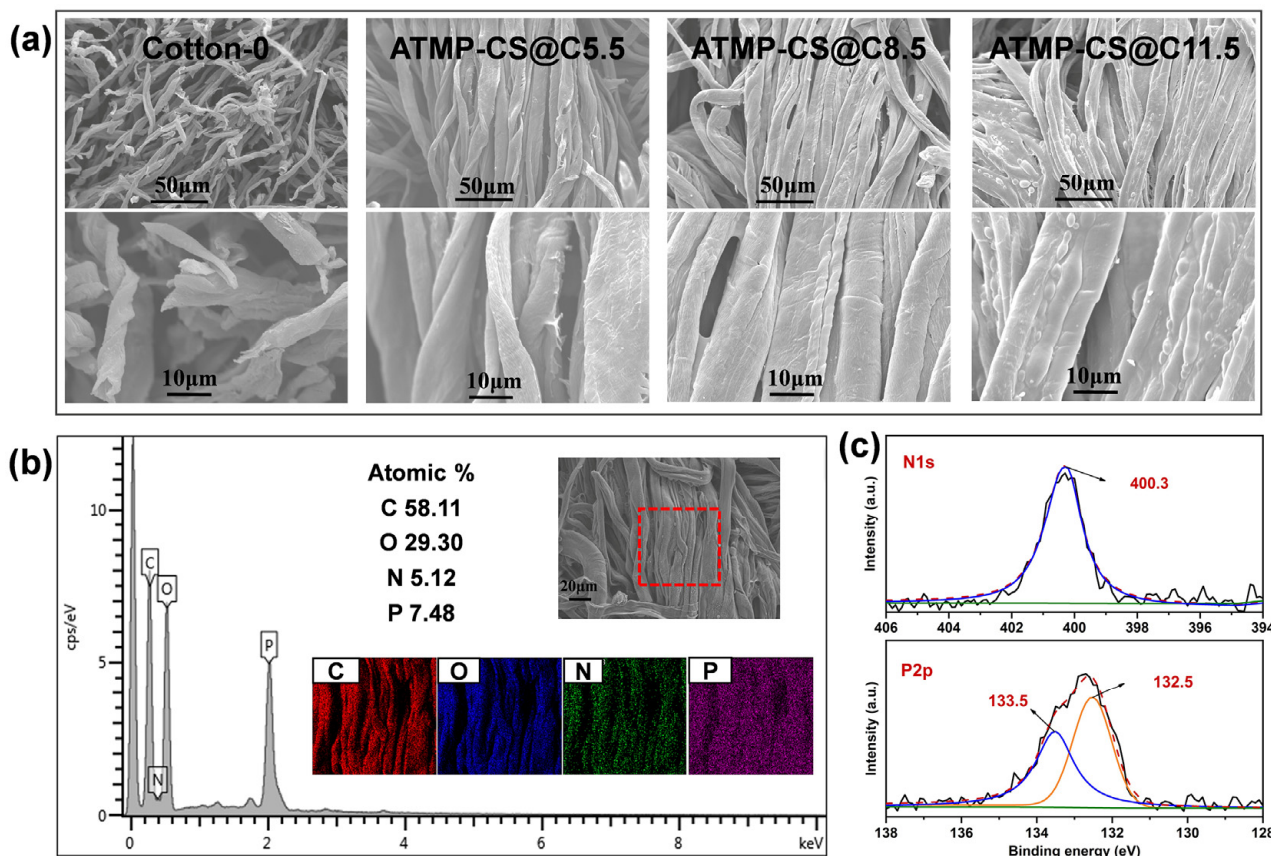 (a)
Cotton-0
ATMP-CS@C5.5
ATMP-CS@C8.5
ATMP-CS@C11.5
50μm
50μm
50μm
50μm
10μm
10μm
10μm
10μm
(b)
cps/eV
10
5
0
C
O
N
P
0
2
4
6
8
keV
Atomic %
C 58.11
O 29.30
N 5.12
P 7.48
20μm
C
O
N
P
(c)
N1s
400.3
Intensity (a.u.)
406 404 402 400 398 396 394
P2p
133.5
132.5
Intensity (a.u.)
138 136 134 132 130 128
Binding energy (eV)